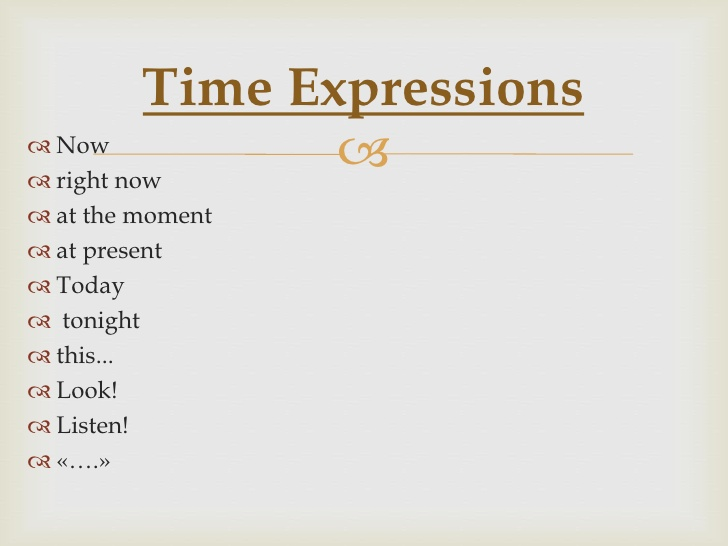 Time Expressions
Now
right now
at the moment
at present
Today
tonight
this...
Look!
Listen!
«….»